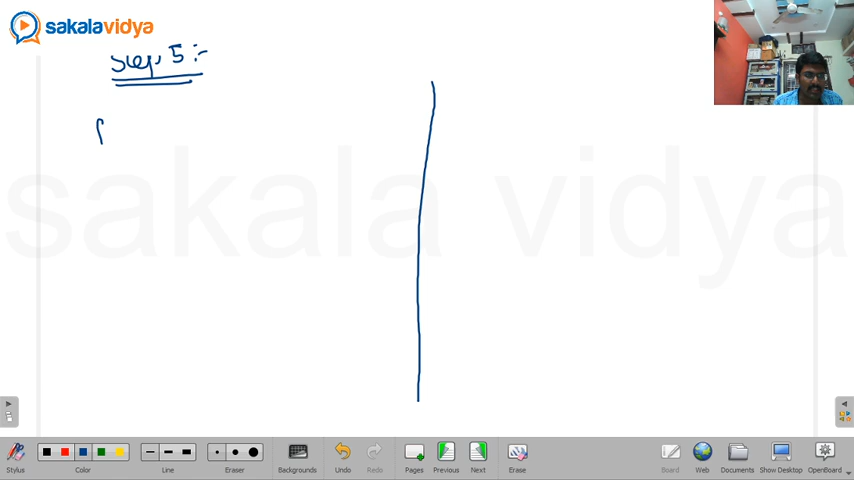 sakalavidya
Step 5 :-
sakala vidya
Stylus
Color
Line
Eraser
Backgrounds
Undo
Redo
Pages
Previous
Next
Erase
Board
Web
Documents
Show Desktop
OpenBoard